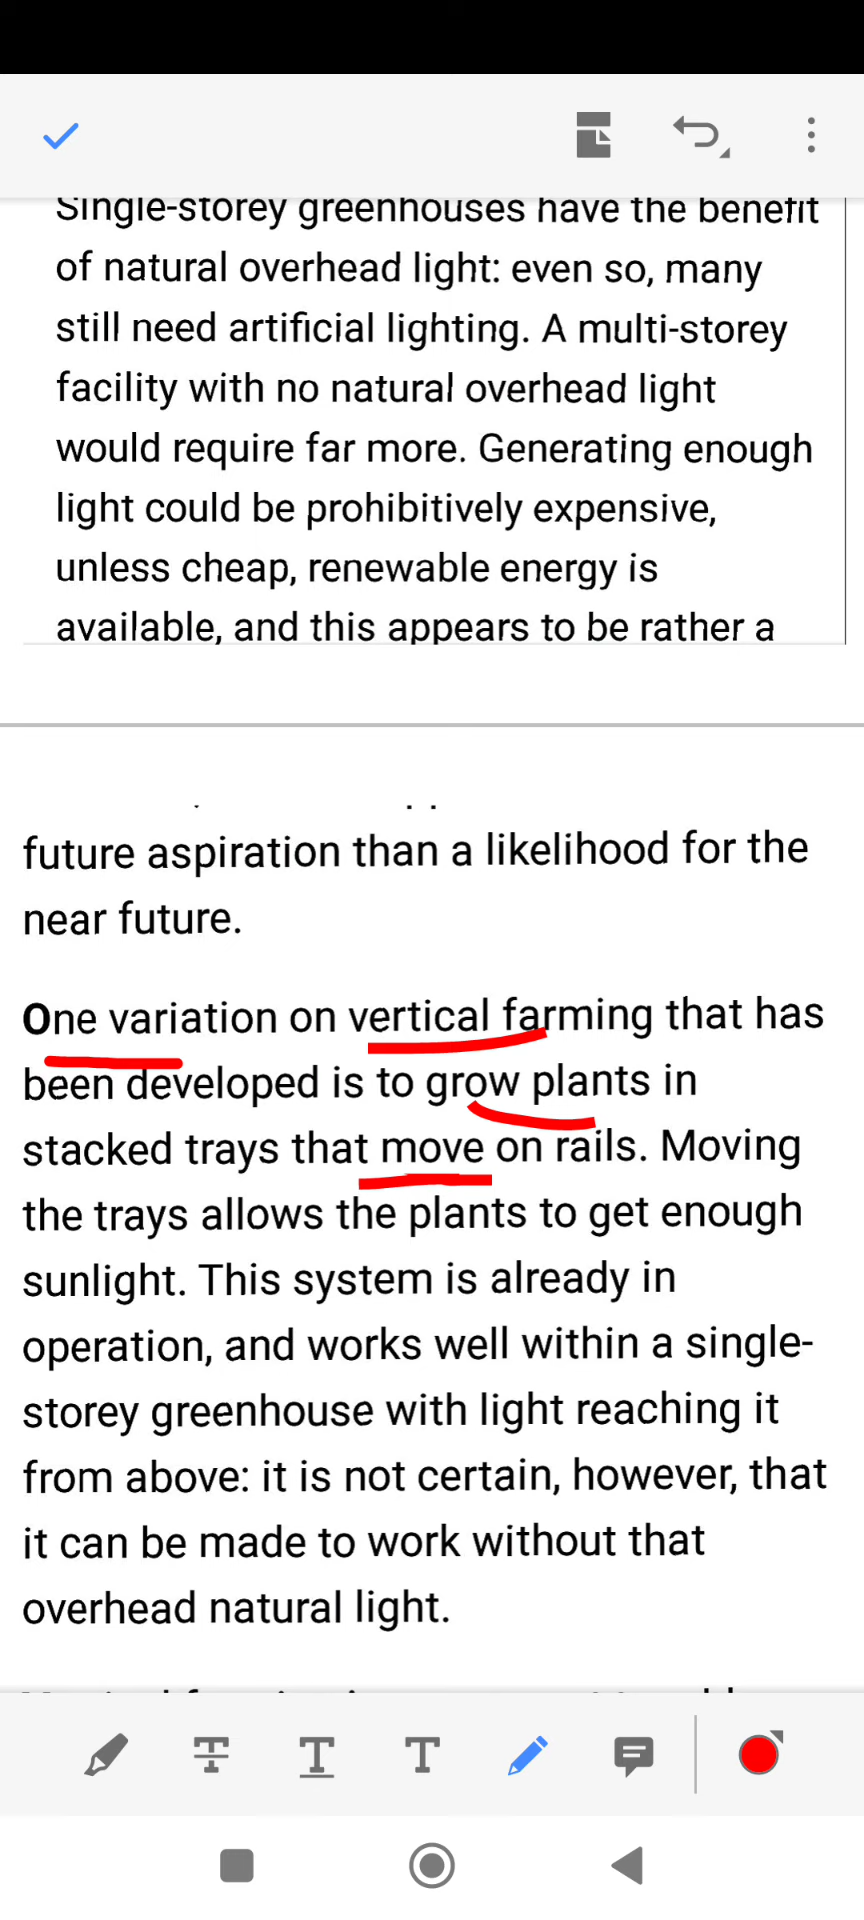 Single-storey greenhouses have the benefit
of natural overhead light: even so, many
still need artificial lighting. A multi-storey
facility with no natural overhead light
would require far more. Generating enough
light could be prohibitively expensive,
unless cheap, renewable energy is
available, and this appears to be rather a
future aspiration than a likelihood for the
near future.
One variation on vertical farming that has
been developed is to grow plants in
stacked trays that move on rails. Moving
the trays allows the plants to get enough
sunlight. This system is already in
operation, and works well within a single-
storey greenhouse with light reaching it
from above: it is not certain, however, that
it can be made to work without that
overhead natural light.